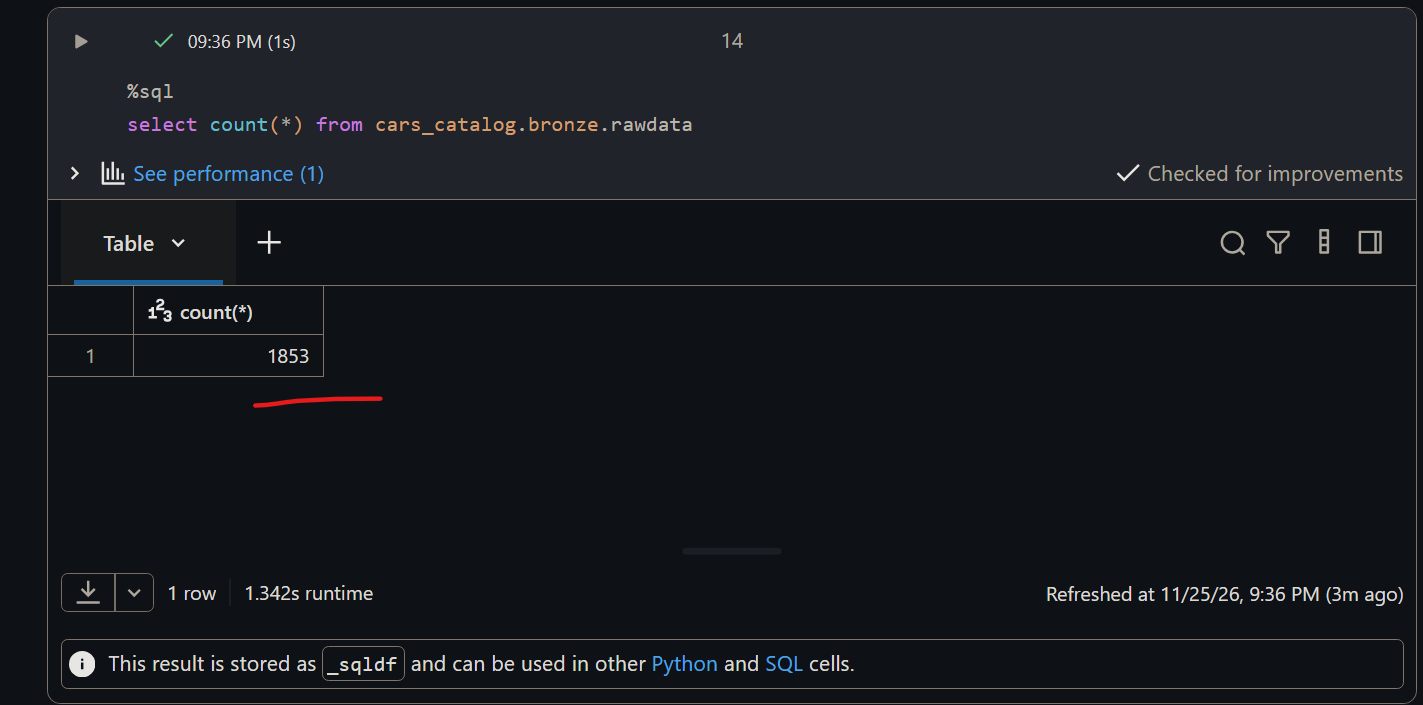 09:36 PM (1s)
14
%sql
select count(*) from cars_catalog.bronze.rawdata
See performance (1)
Checked for improvements
Table
123 count(*)
1 1853
1 row
1.342s runtime
Refreshed at 11/25/26, 9:36 PM (3m ago)
This result is stored as _sqldf and can be used in other Python and SQL cells.